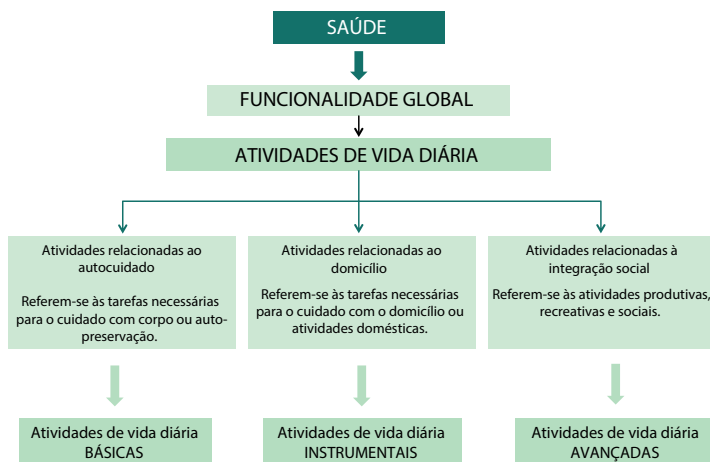 SAÚDE
FUNCIONALIDADE GLOBAL
ATIVIDADES DE VIDA DIÁRIA
Atividades relacionadas ao
autocuidado
Referem-se às tarefas necessárias
para o cuidado com corpo ou auto-
preservação.
Atividades relacionadas ao
domicílio
Referem-se às tarefas necessárias
para o cuidado com o domicílio ou
atividades domésticas.
Atividades relacionadas à
integração social
Referem-se às atividades produtivas,
recreativas e sociais.
Atividades de vida diária
BÁSICAS
Atividades de vida diária
INSTRUMENTAIS
Atividades de vida diária
AVANÇADAS